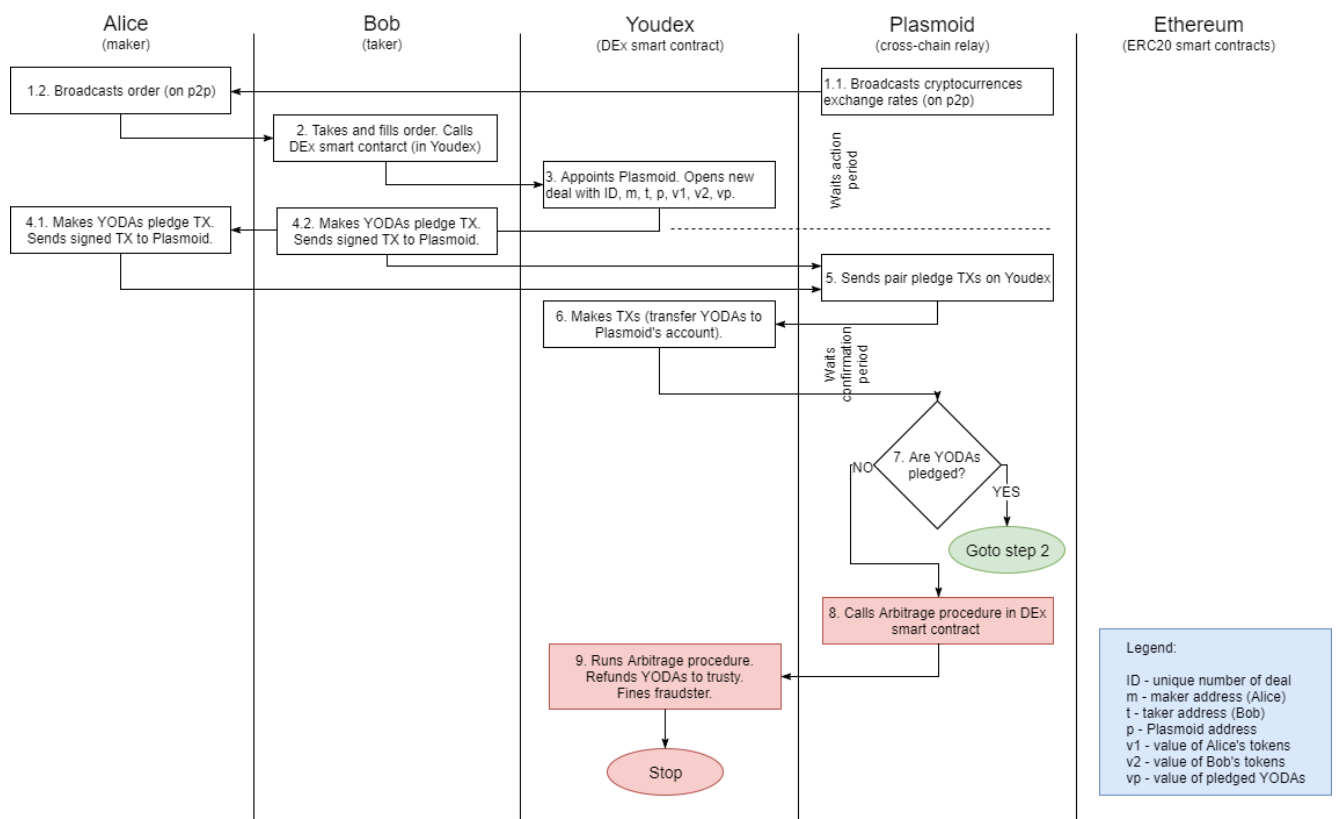 Alice
(maker)
Bob
(taker)
Youdex
(DEx smart contract)
Plasmoid
(cross-chain relay)
Ethereum
(ERC20 smart contracts)
1.2. Broadcasts order (on p2p)
1.1. Broadcasts cryptocurrences
exchange rates (on p2p)
2. Takes and fills order. Calls
DEx smart contarct (in Youdex)
Waits action
period
3. Appoints Plasmoid. Opens new
deal with ID, m, t, p, v1, v2, vp.
4.1. Makes YODAs pledge TX.
Sends signed TX to Plasmoid.
4.2. Makes YODAs pledge TX.
Sends signed TX to Plasmoid.
5. Sends pair pledge TXs on Youdex
6. Makes TXs (transfer YODAs to
Plasmoid's account).
Waits
confirmation
period
7. Are YODAs
pledged?
NO
YES
Goto step 2
8. Calls Arbitrage procedure in DEx
smart contract
9. Runs Arbitrage procedure.
Refunds YODAs to trusty.
Fines fraudster.
Stop
Legend:
ID - unique number of deal
m - maker address (Alice)
t - taker address (Bob)
p - Plasmoid address
v1 - value of Alice's tokens
v2 - value of Bob's tokens
vp - value of pledged YODAs